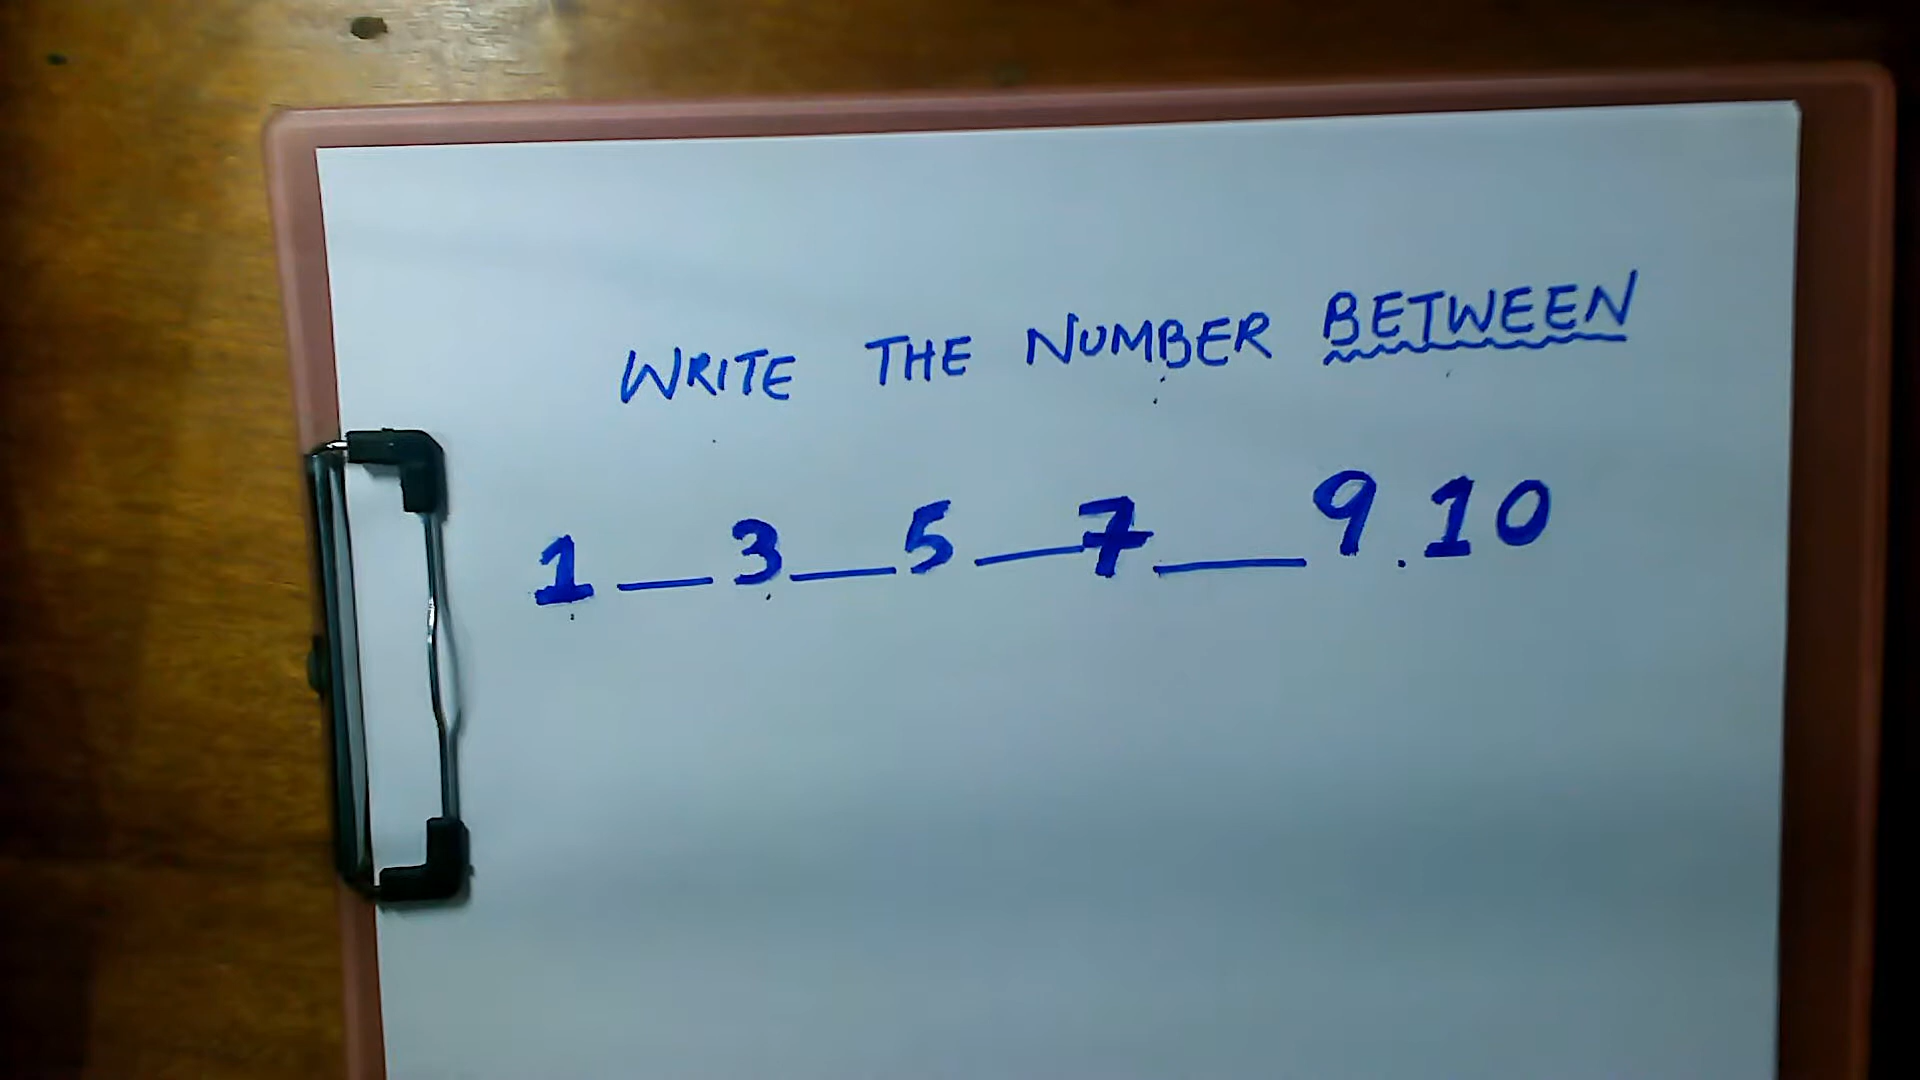 WRITE THE NUMBER BETWEEN
1 __ 3 __ 5 __ 7 __ 9.10